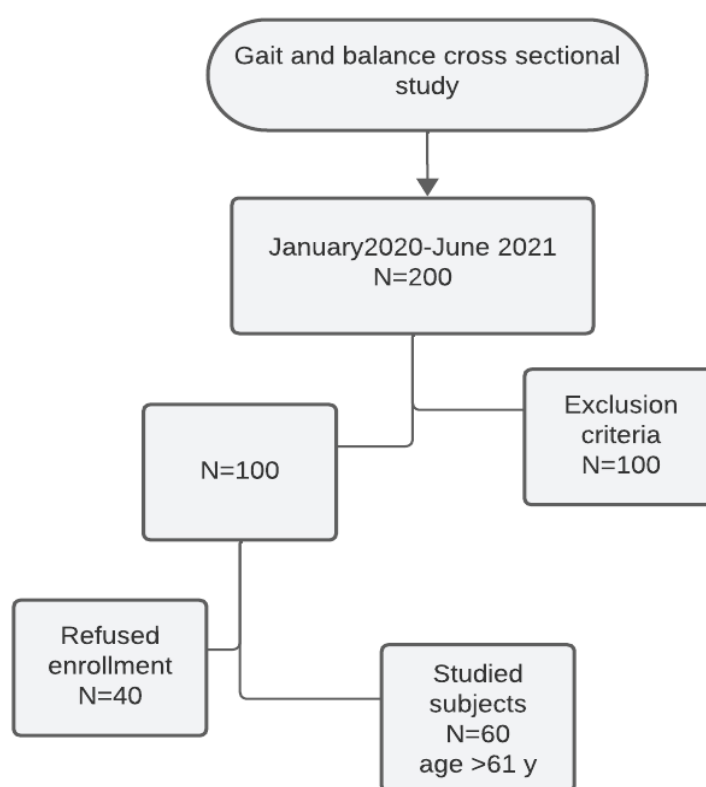 Gait and balance cross sectional
study
January2020-June 2021
N=200
Exclusion
criteria
N=100
N=100
Refused
enrollment
N=40
Studied
subjects
N=60
age >61 y